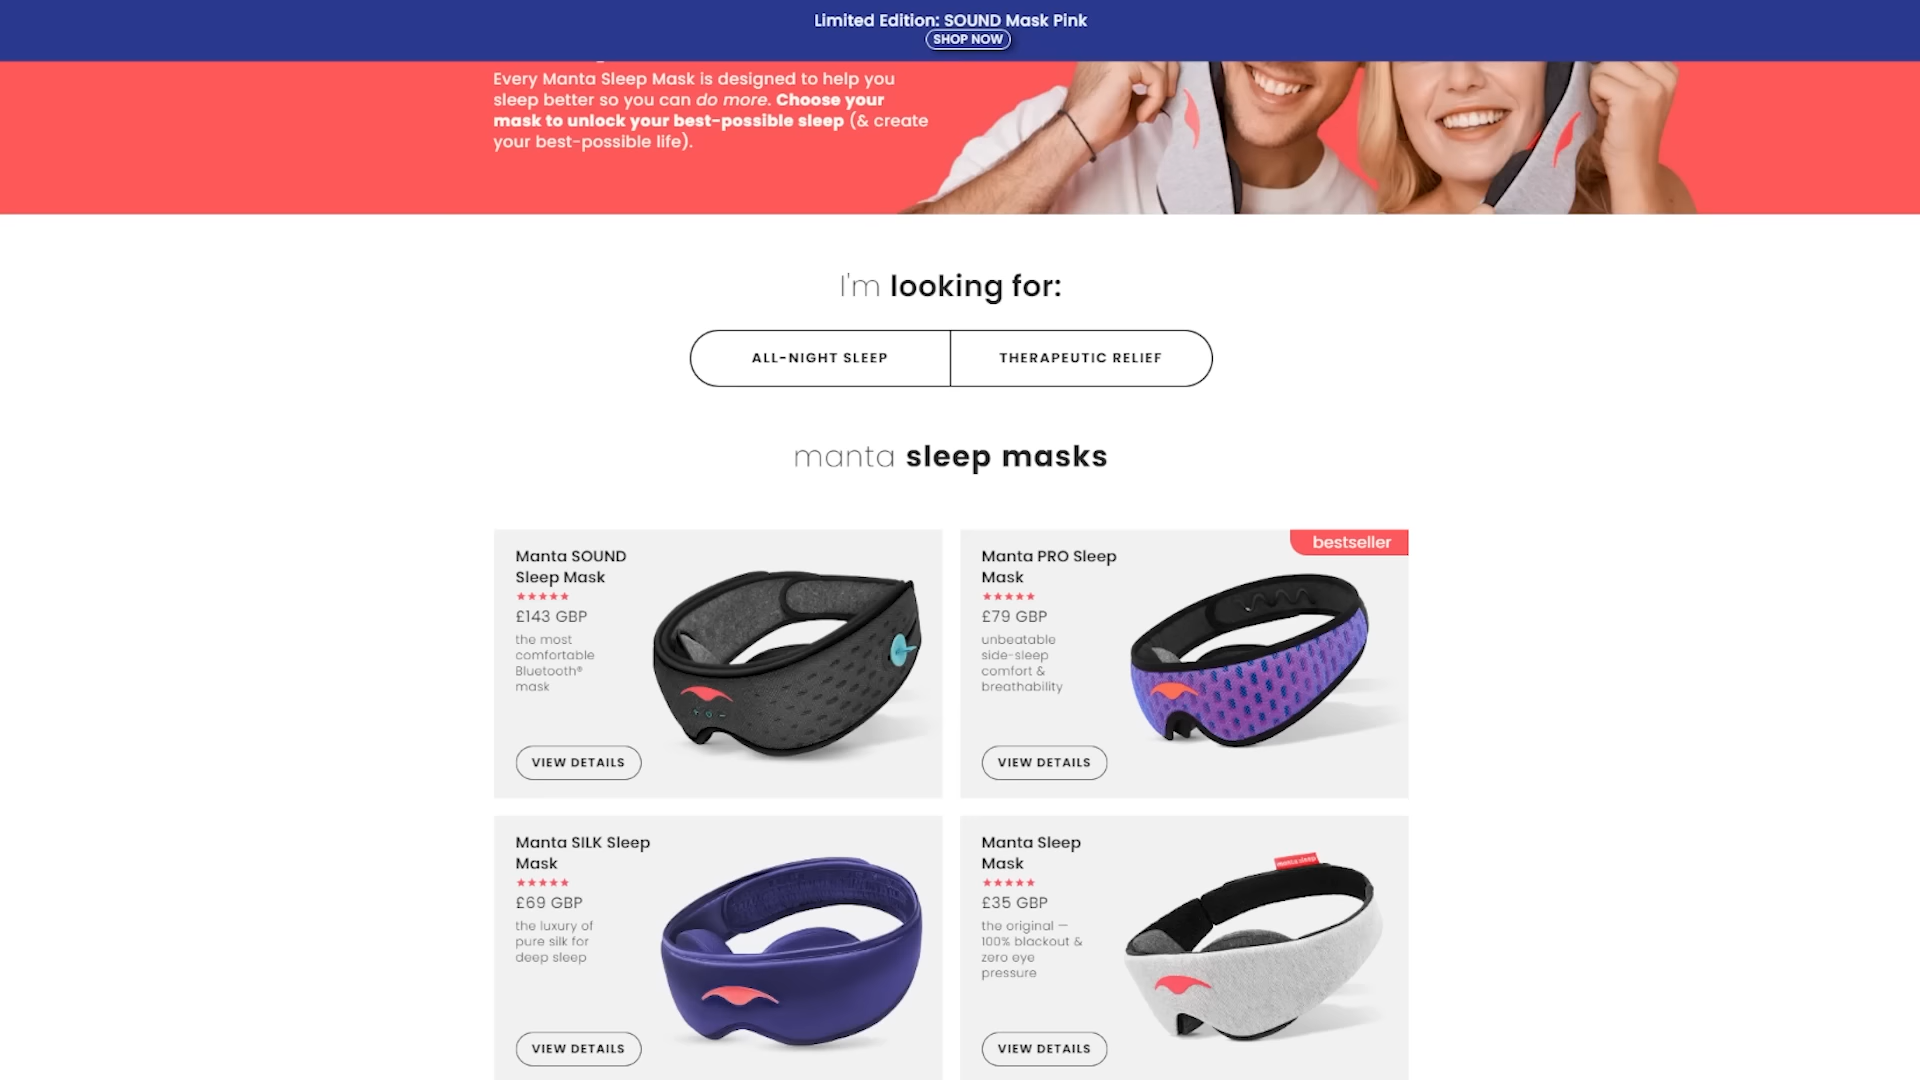 Limited Edition: SOUND Mask Pink
SHOP NOW
Every Manta Sleep Mask is designed to help you
sleep better so you can do more. Choose your
mask to unlock your best-possible sleep (& create
your best-possible life).
I'm looking for:
ALL-NIGHT SLEEP
THERAPEUTIC RELIEF
manta sleep masks
Manta SOUND
Sleep Mask
£143 GBP
the most
comfortable
Bluetooth®
mask
VIEW DETAILS
bestseller
Manta PRO Sleep
Mask
£79 GBP
unbeatable
side-sleep
comfort &
breathability
VIEW DETAILS
Manta SILK Sleep
Mask
£69 GBP
the luxury of
pure silk for
deep sleep
VIEW DETAILS
Manta Sleep
Mask
£35 GBP
the original —
100% blackout &
zero eye
pressure
manta sleep
VIEW DETAILS